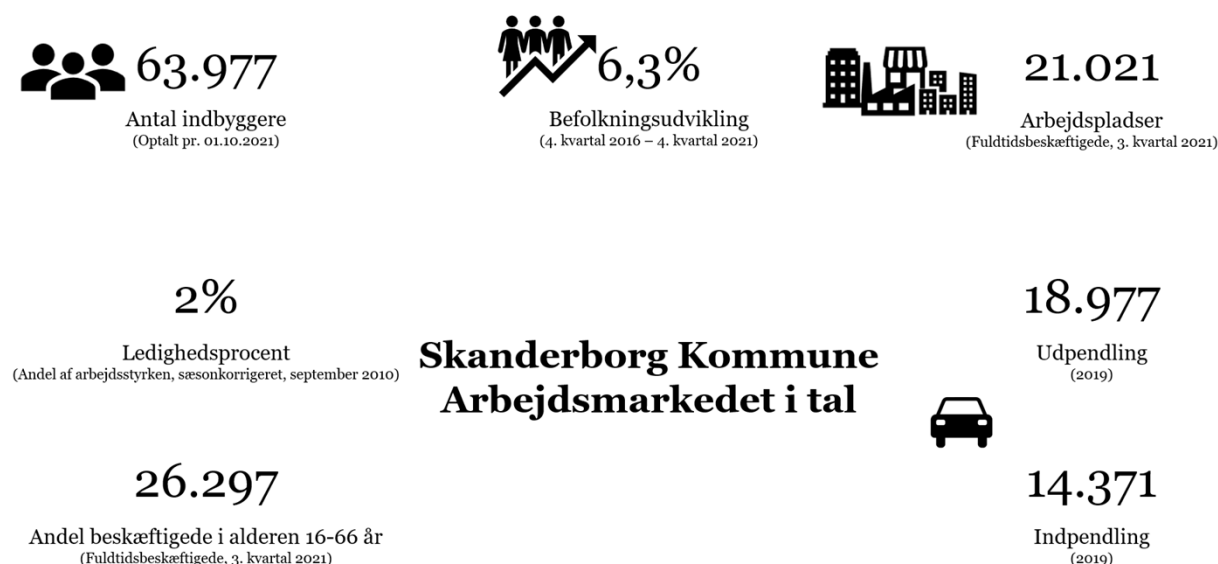 63.977
Antal indbyggere
(Optalt pr. 01.10.2021)
6,3%
Befolkningsudvikling
(4. kvartal 2016 – 4. kvartal 2021)
21.021
Arbejdspladser
(Fuldtidsbeskæftigede, 3. kvartal 2021)
2%
Ledighedsprocent
(Andel af arbejdsstyrken, sæsonkorrigeret, september 2010)
Skanderborg Kommune
Arbejdsmarkedet i tal
18.977
Udpendling
(2019)
26.297
Andel beskæftigede i alderen 16-66 år
(Fuldtidsbeskæftigede, 3. kvartal 2021)
14.371
Indpendling
(2019)